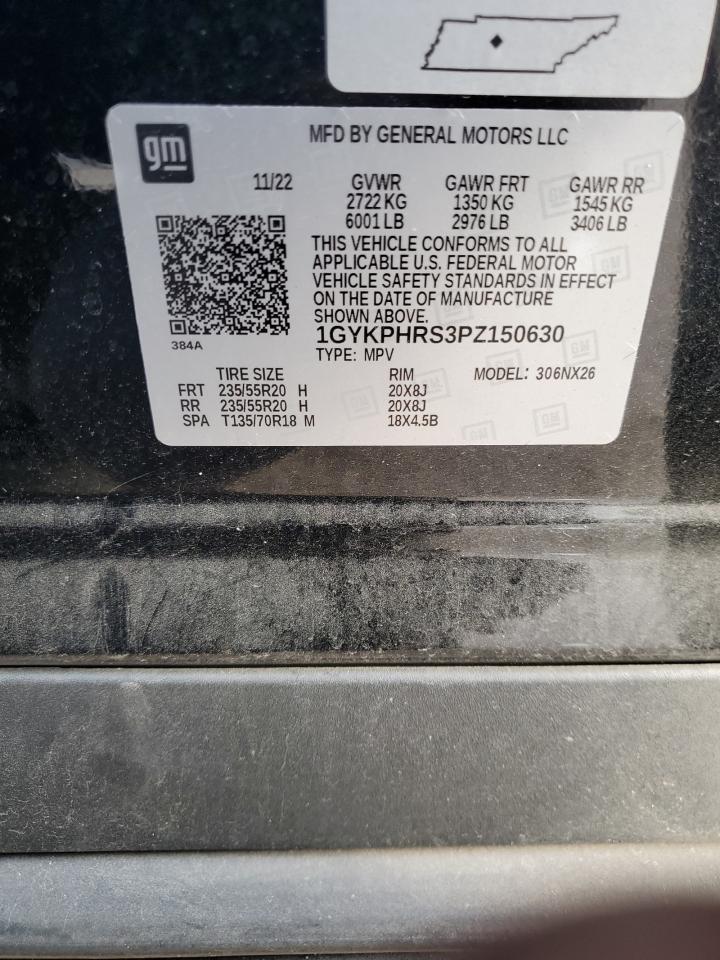 gm
MFD BY GENERAL MOTORS LLC
11/22 GVWR GAWR FRT GAWR RR
2722 KG 1350 KG 1545 KG
6001 LB 2976 LB 3406 LB
THIS VEHICLE CONFORMS TO ALL
APPLICABLE U.S. FEDERAL MOTOR
VEHICLE SAFETY STANDARDS IN EFFECT
ON THE DATE OF MANUFACTURE
SHOWN ABOVE.
1GYKPHRS3PZ150630
384A
TYPE: MPV
TIRE SIZE RIM MODEL: 306NX26
FRT 235/55R20 H 20X8J
RR 235/55R20 H 20X8J
SPA T135/70R18 M 18X4.5B